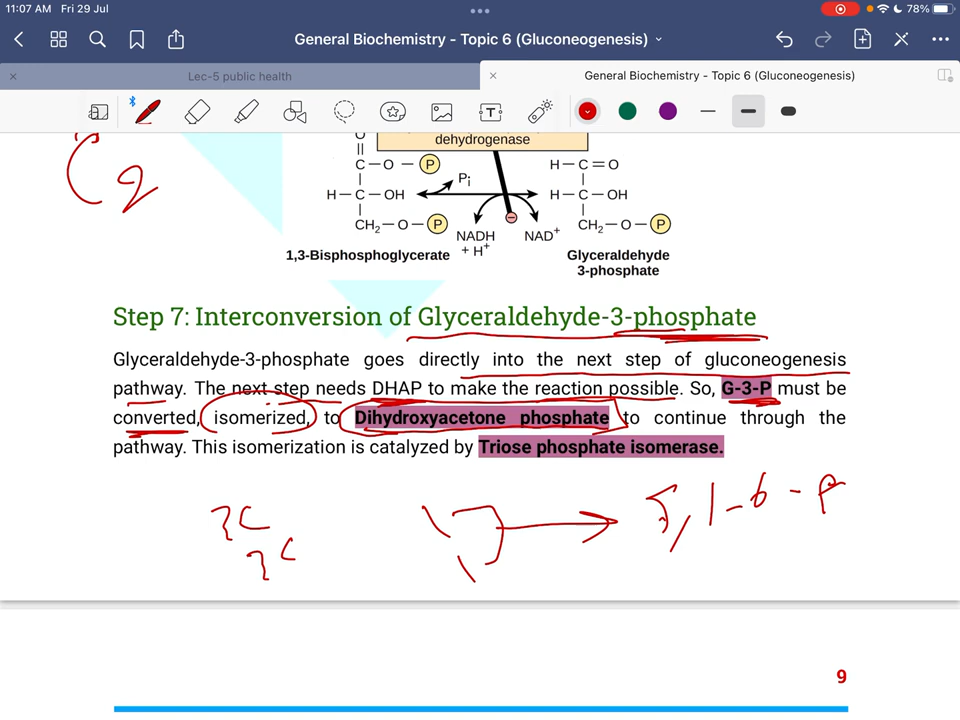 11:07 AM Fri 29 Jul
78%
General Biochemistry - Topic 6 (Gluconeogenesis)
Lec-5 public health
General Biochemistry - Topic 6 (Gluconeogenesis)
T
dehydrogenase
O
C—O—P
H—C—OH
CH2—O—P
Pi
NADH + H+
NAD+
H—C=O
H—C—OH
CH2—O—P
1,3-Bisphosphoglycerate
Glyceraldehyde
3-phosphate
Step 7: Interconversion of Glyceraldehyde-3-phosphate
Glyceraldehyde-3-phosphate goes directly into the next step of gluconeogenesis
pathway. The next step needs DHAP to make the reaction possible. So, G-3-P must be
converted, isomerized, to Dihydroxyacetone phosphate to continue through the
pathway. This isomerization is catalyzed by Triose phosphate isomerase.
3C
3C
9